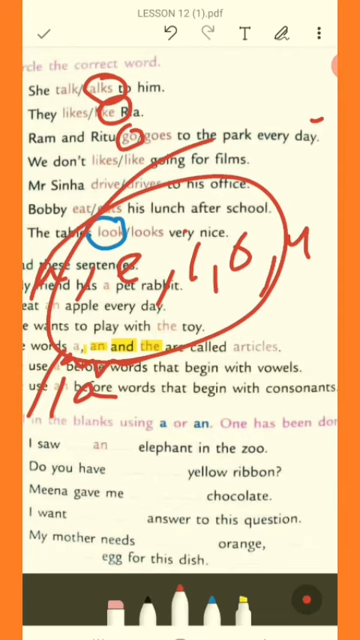 LESSON 12 (1).pdf
rcle the correct word.
She talk/talks to him.
They likes/like R a.
Ram and Ritu go/goes to the park every day.
We don't likes/like going for films.
Mr Sinha drive/drives to his office.
Bobby eat/eats his lunch after school.
The tables look/looks very nice.
ad these sentences.
y friend has a pet rabbit.
eat an apple every day.
e wants to play with the toy.
e words a, an and the are called articles.
use a before words that begin with vowels.
use an before words that begin with consonants
in the blanks using a or an. One has been don
I saw an elephant in the zoo.
Do you have yellow ribbon?
Meena gave me chocolate.
I want answer to this question.
My mother needs orange,
egg for this dish.
, e, i, o, u
a